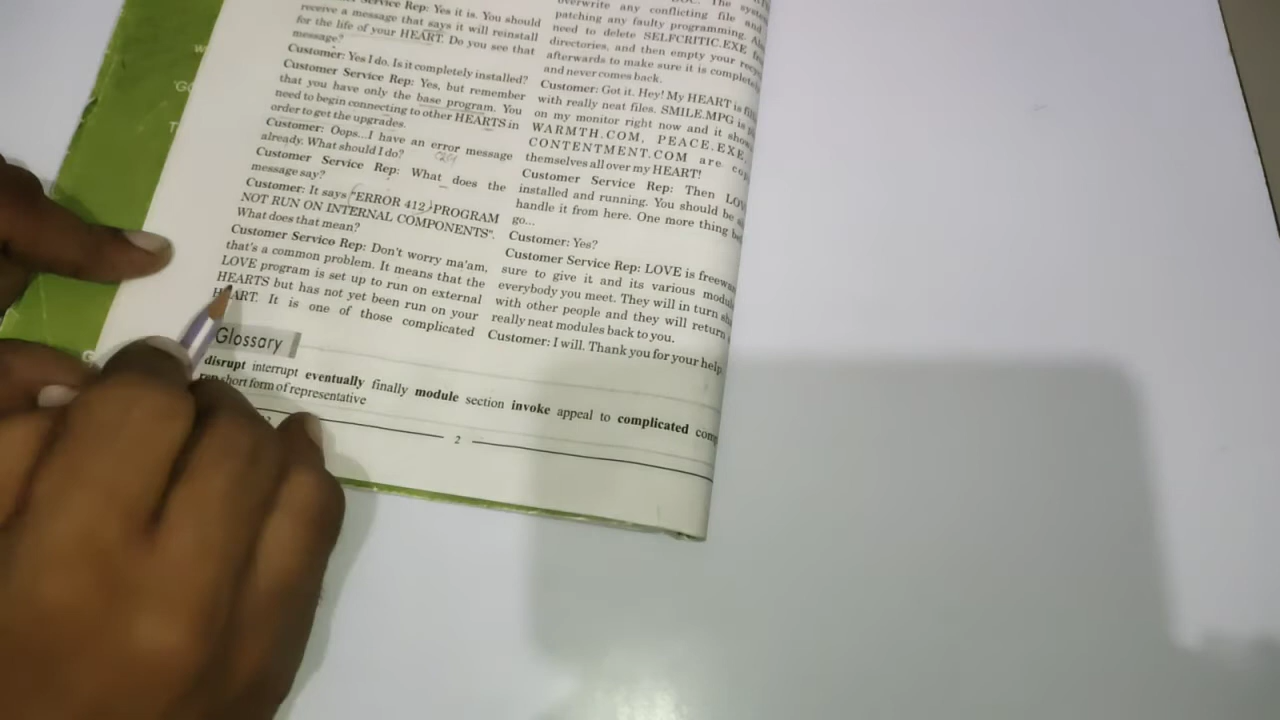 Rep: Yes it is. You should
receive a message that says it will reinstall
for the life of your HEART. Do you see that
message?
Customer: Yes I do. Is it completely installed?
Customer Service Rep: Yes, but remember
that you have only the base program. You
need to begin connecting to other HEARTS in
order to get the upgrades.
Customer: Oops...I have an error message
already. What should I do?
Customer Service Rep: What does the
message say?
Customer: It says "ERROR 412 PROGRAM
NOT RUN ON INTERNAL COMPONENTS".
What does that mean?
Customer Service Rep: Don't worry ma'am,
that's a common problem. It means that the
LOVE program is set up to run on external
HEARTS but has not yet been run on your
HEART. It is one of those complicated
overwrite any conflicting file and
patching any faulty programming.
need to delete SELFCRITIC.EXE
directories, and then empty your
afterwards to make sure it is
and never comes back.
Customer: Got it. Hey! My HEART is
with really neat files. SMILE.MPG is
on my monitor right now and it
WARMTH.COM, PEACE.EXE,
CONTENTMENT.COM are
themselves all over my HEART!
Customer Service Rep: Then
installed and running. You should be
handle it from here. One more thing
go...
Customer: Yes?
Customer Service Rep: LOVE is
sure to give it and its various
everybody you meet. They will in turn
with other people and they will return
really neat modules back to you.
Customer: I will. Thank you for your help.
Glossary
disrupt interrupt eventually finally module section invoke appeal to complicated
rep short form of representative
2